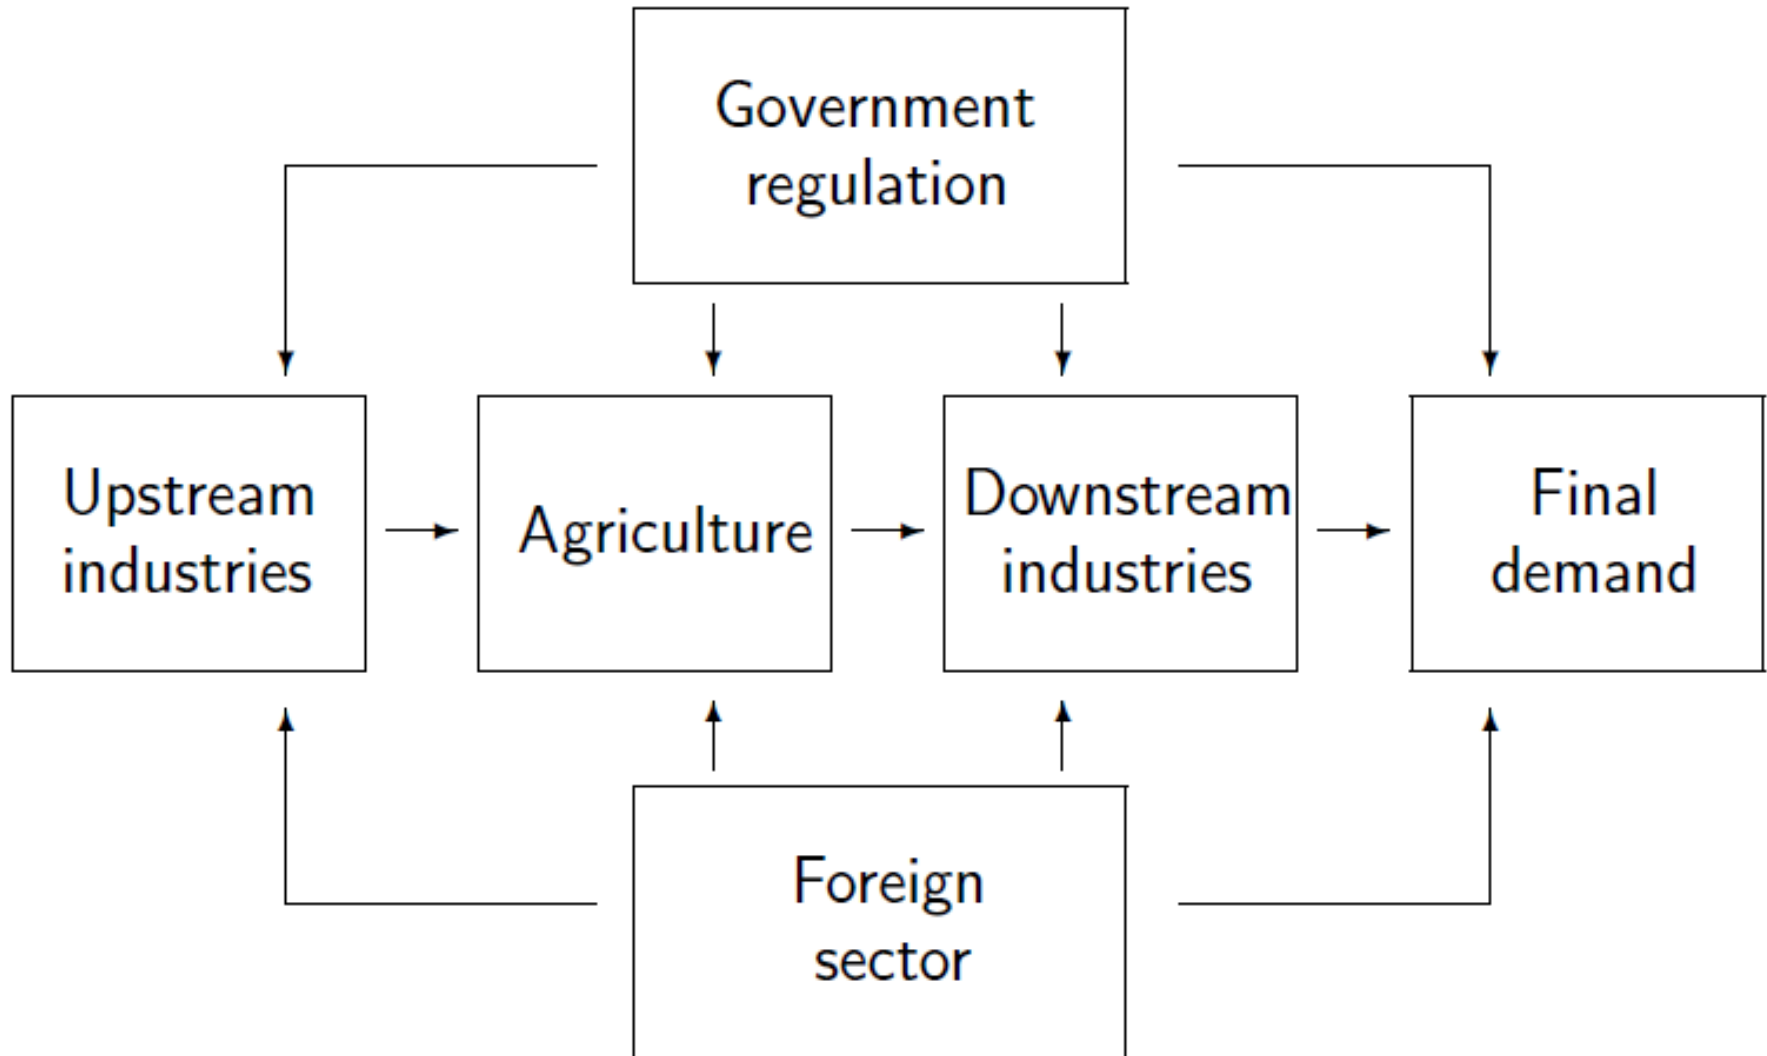 Government
regulation
Upstream
industries
Agriculture
Downstream
industries
Final
demand
Foreign
sector